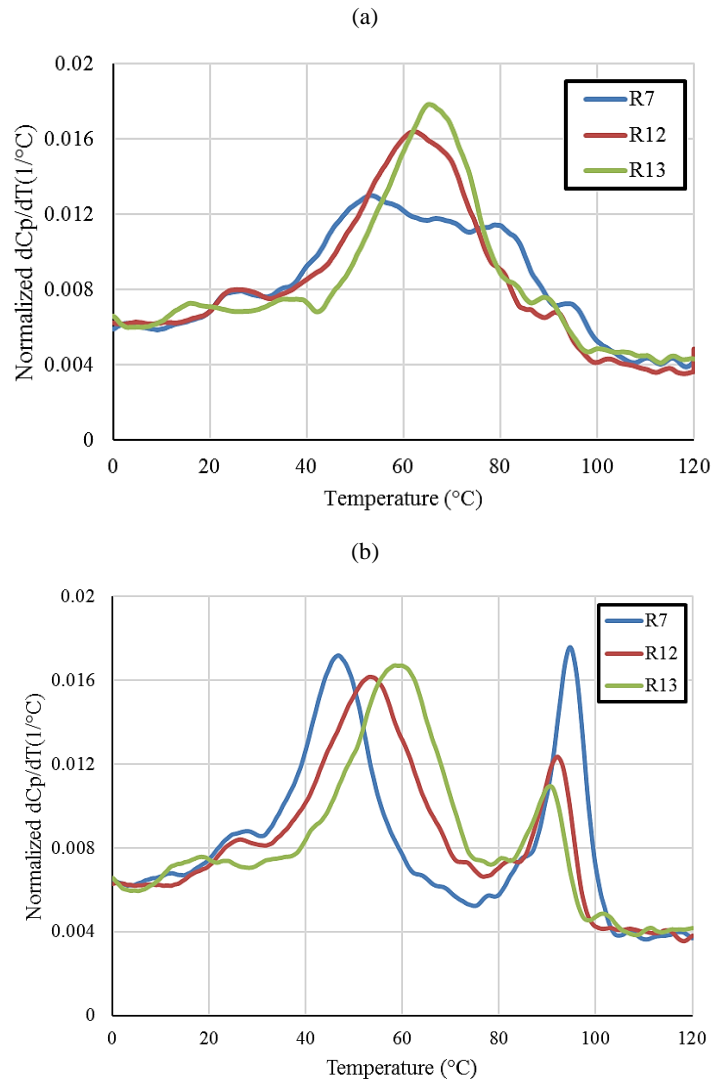 (a)
Normalized dCp/dT(1/°C)
0.02
0.016
0.012
0.008
0.004
0
R7
R12
R13
0 20 40 60 80 100 120
Temperature (°C)
(b)
Normalized dCp/dT(1/°C)
0.02
0.016
0.012
0.008
0.004
0
R7
R12
R13
0 20 40 60 80 100 120
Temperature (°C)